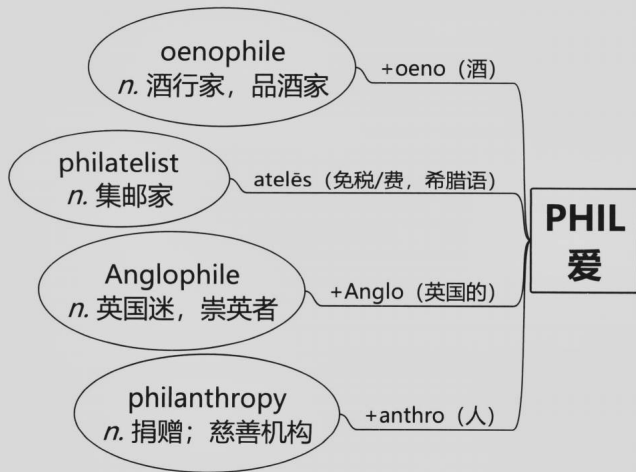 oenophile
n. 酒行家，品酒家
+oeno（酒）
philatelist
n. 集邮家
atelēs（免税/费，希腊语）
PHIL
爱
Anglophile
n. 英国迷，崇英者
+Anglo（英国的）
philanthropy
n. 捐赠；慈善机构
+anthro（人）